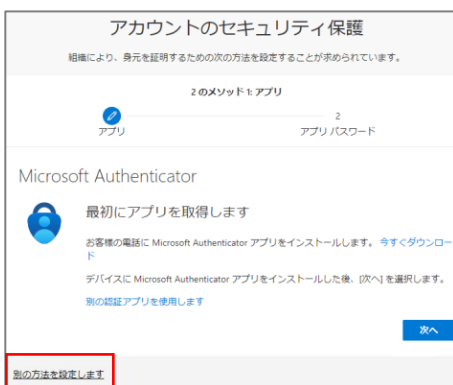 アカウントのセキュリティ保護
組織により、身元を証明するための次の方法を設定することが求められています。
2 のメソッド 1: アプリ
2
アプリ
アプリ パスワード
Microsoft Authenticator
最初にアプリを取得します
お客様の電話に Microsoft Authenticator アプリをインストールします。 今すぐダウンロー
ド
デバイスに Microsoft Authenticator アプリをインストールした後、[次へ] を選択します。
別の認証アプリを使用します
次へ
別の方法を設定します